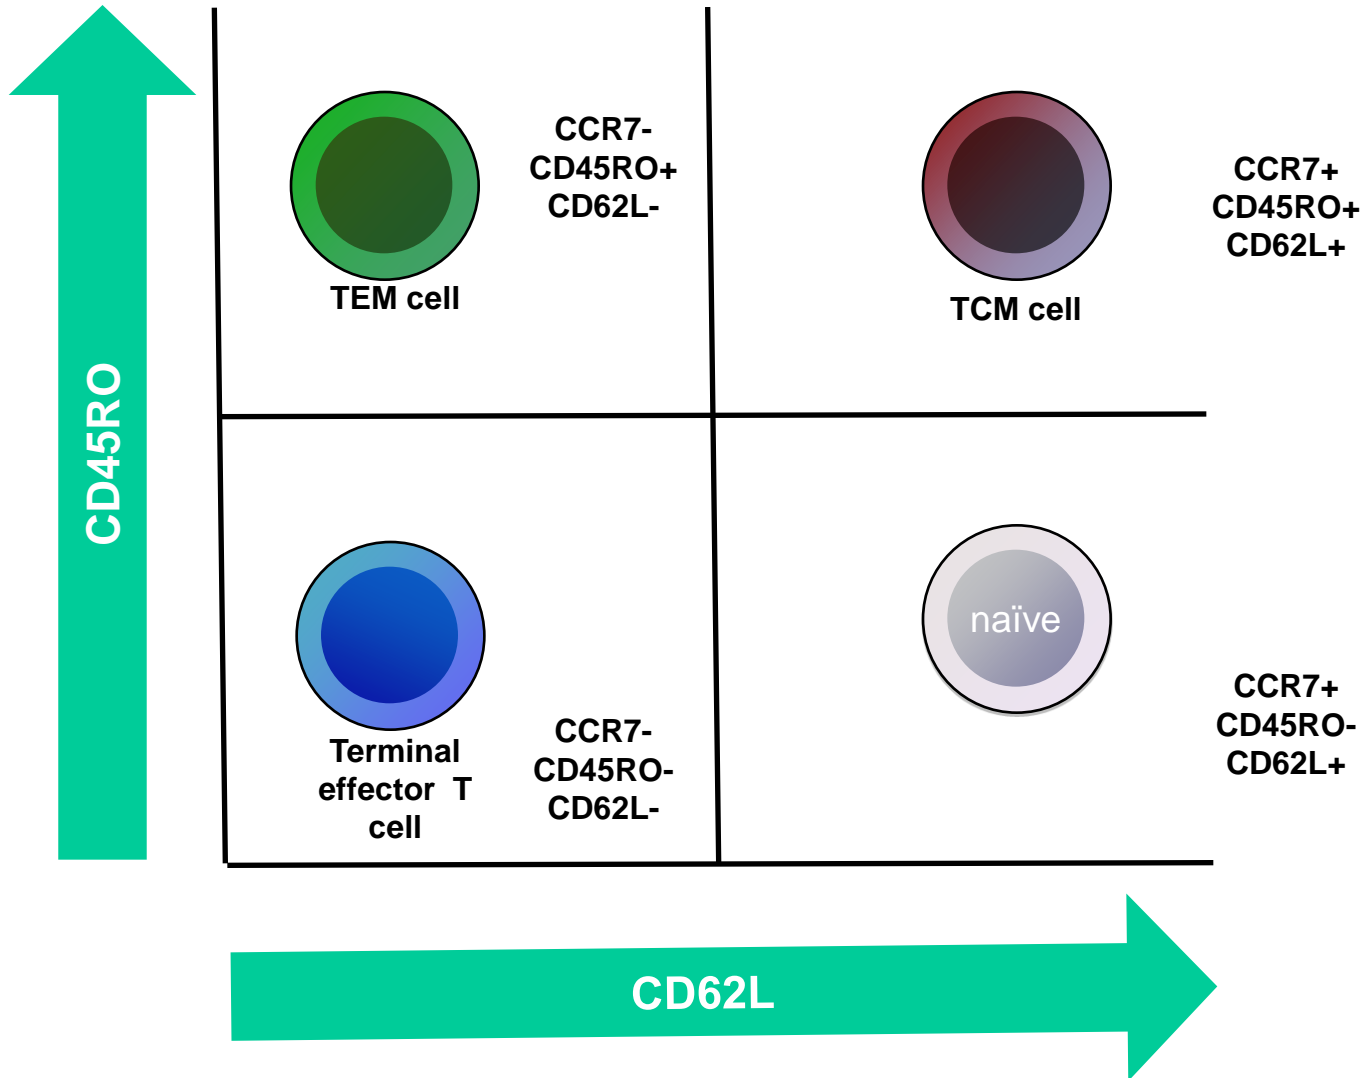 CCR7-
CD45RO+
CD62L-
TEM cell
CCR7+
CD45RO+
CD62L+
TCM cell
CD45RO
Terminal
effector  T
cell
CCR7-
CD45RO-
CD62L-
naïve
CCR7+
CD45RO-
CD62L+
CD62L